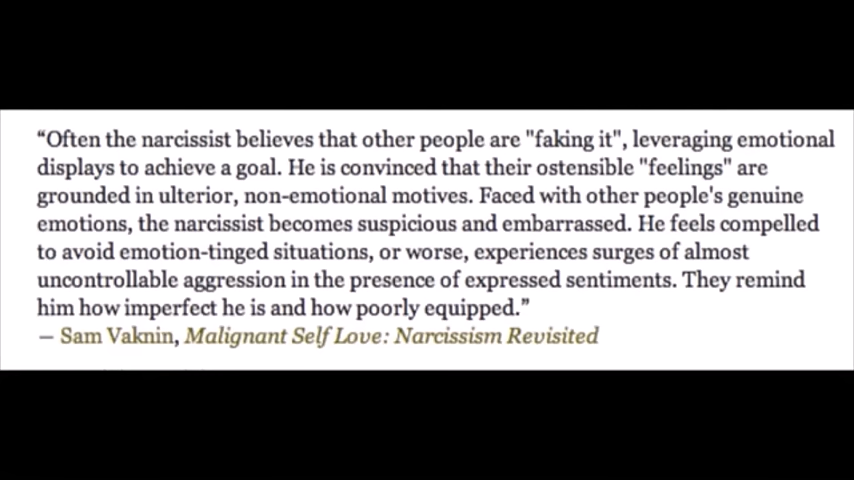 “Often the narcissist believes that other people are "faking it", leveraging emotional
displays to achieve a goal. He is convinced that their ostensible "feelings" are
grounded in ulterior, non-emotional motives. Faced with other people's genuine
emotions, the narcissist becomes suspicious and embarrassed. He feels compelled
to avoid emotion-tinged situations, or worse, experiences surges of almost
uncontrollable aggression in the presence of expressed sentiments. They remind
him how imperfect he is and how poorly equipped.”
— Sam Vaknin, Malignant Self Love: Narcissism Revisited